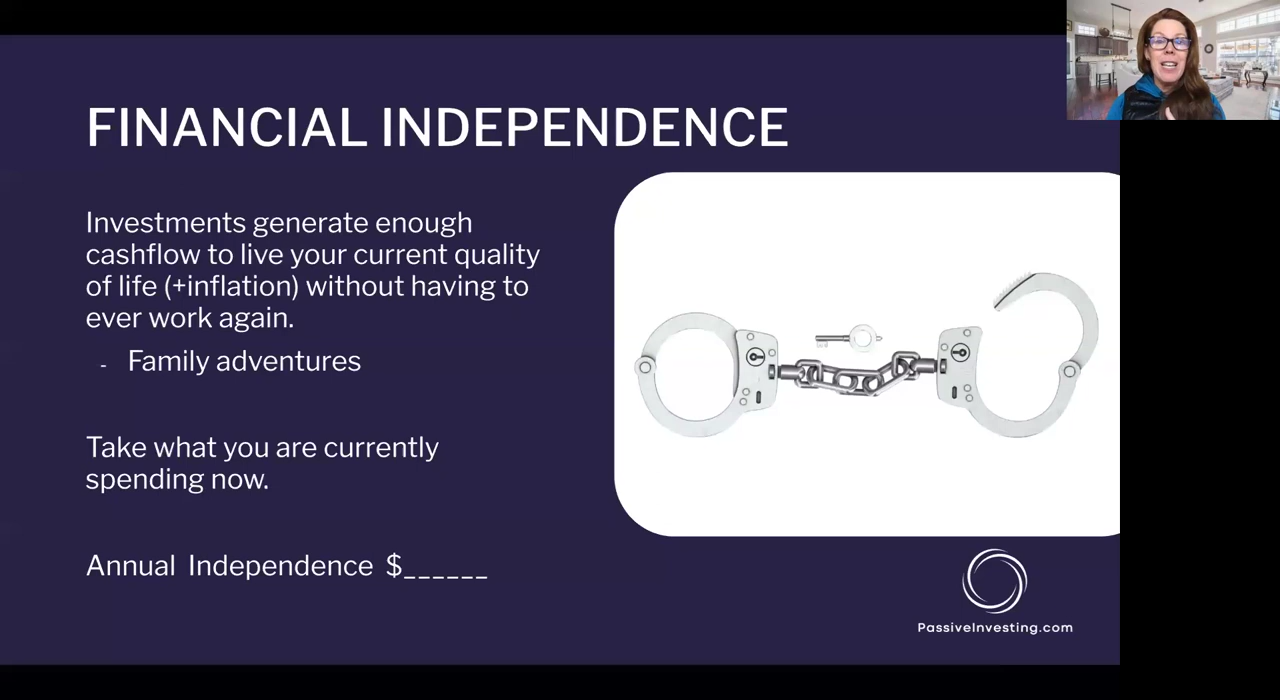 FINANCIAL INDEPENDENCE
Investments generate enough
cashflow to live your current quality
of life (+inflation) without having to
ever work again.
- Family adventures
Take what you are currently
spending now.
Annual Independence $______
PassiveInvesting.com